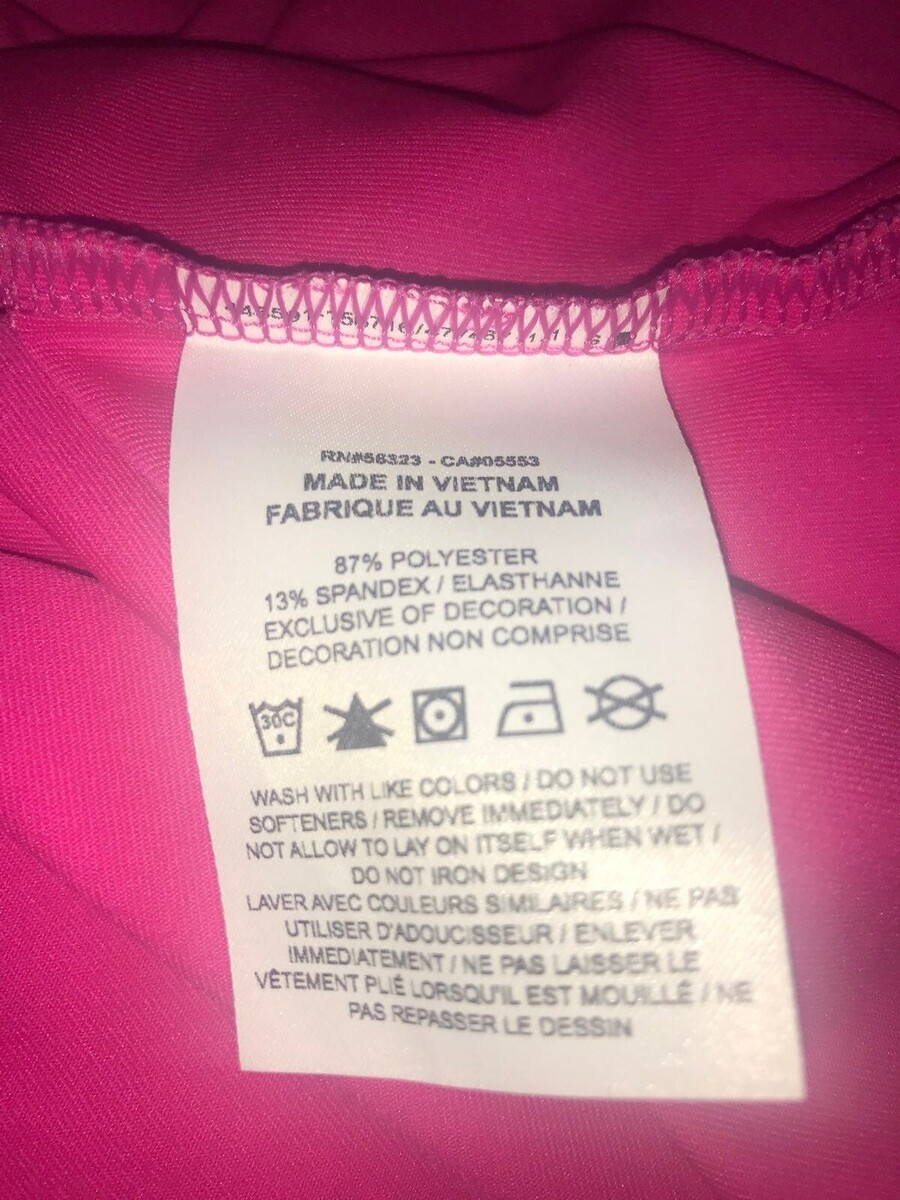 RN#56323 - CA#05553
MADE IN VIETNAM
FABRIQUE AU VIETNAM
87% POLYESTER
13% SPANDEX / ELASTHANNE
EXCLUSIVE OF DECORATION /
DECORATION NON COMPRISE
30C
WASH WITH LIKE COLORS / DO NOT USE
SOFTENERS / REMOVE IMMEDIATELY / DO
NOT ALLOW TO LAY ON ITSELF WHEN WET /
DO NOT IRON DESIGN
LAVER AVEC COULEURS SIMILAIRES / NE PAS
UTILISER D'ADOUCISSEUR / ENLEVER
IMMEDIATEMENT / NE PAS LAISSER LE
VÊTEMENT PLIÉ LORSQU'IL EST MOUILLÉ / NE
PAS REPASSER LE DESSIN